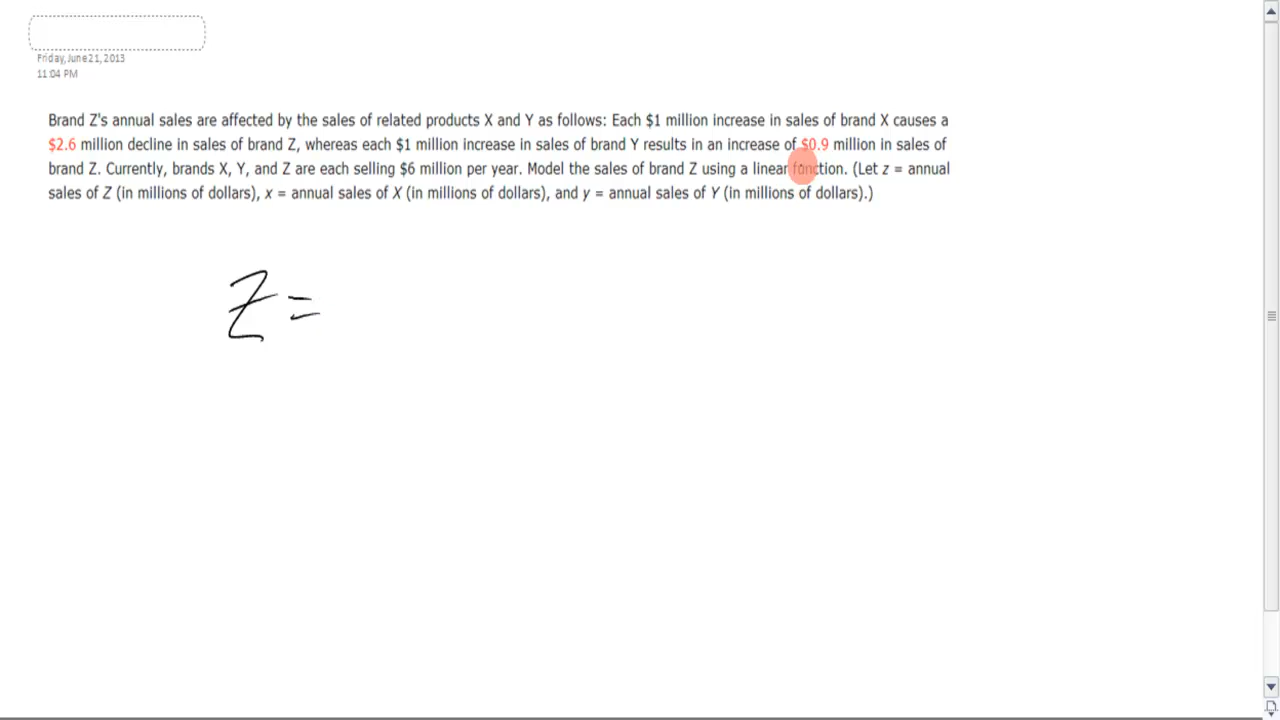 Friday, June 21, 2013
11:04 PM
Brand Z's annual sales are affected by the sales of related products X and Y as follows: Each $1 million increase in sales of brand X causes a
$2.6 million decline in sales of brand Z, whereas each $1 million increase in sales of brand Y results in an increase of $0.9 million in sales of
brand Z. Currently, brands X, Y, and Z are each selling $6 million per year. Model the sales of brand Z using a linear function. (Let z = annual
sales of Z (in millions of dollars), x = annual sales of X (in millions of dollars), and y = annual sales of Y (in millions of dollars).)
Z =